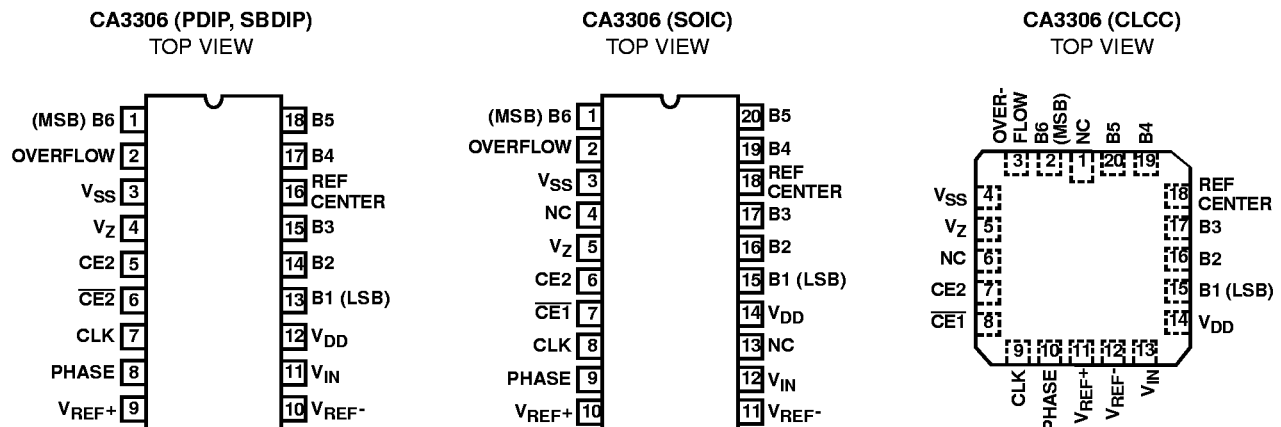 CA3306 (PDIP, SBDIP)
TOP VIEW
(MSB) B6 1
18 B5
OVERFLOW 2
17 B4
VSS 3
16 REF CENTER
VZ 4
15 B3
CE2 5
14 B2
C̅E̅2̅ 6
13 B1 (LSB)
CLK 7
12 VDD
PHASE 8
11 VIN
VREF+ 9
10 VREF-
CA3306 (SOIC)
TOP VIEW
(MSB) B6 1
20 B5
OVERFLOW 2
19 B4
VSS 3
18 REF CENTER
NC 4
17 B3
VZ 5
16 B2
CE2 6
15 B1 (LSB)
C̅E̅1̅ 7
14 VDD
CLK 8
13 NC
PHASE 9
12 VIN
VREF+ 10
11 VREF-
CA3306 (CLCC)
TOP VIEW
OVER-
FLOW
B6
(MSB)
NC
B5
B4
3 2 1 20 19
VSS 4
18 REF CENTER
VZ 5
17 B3
NC 6
16 B2
CE2 7
15 B1 (LSB)
C̅E̅1̅ 8
14 VDD
9 10 11 12 13
CLK
PHASE
VREF+
VREF-
VIN